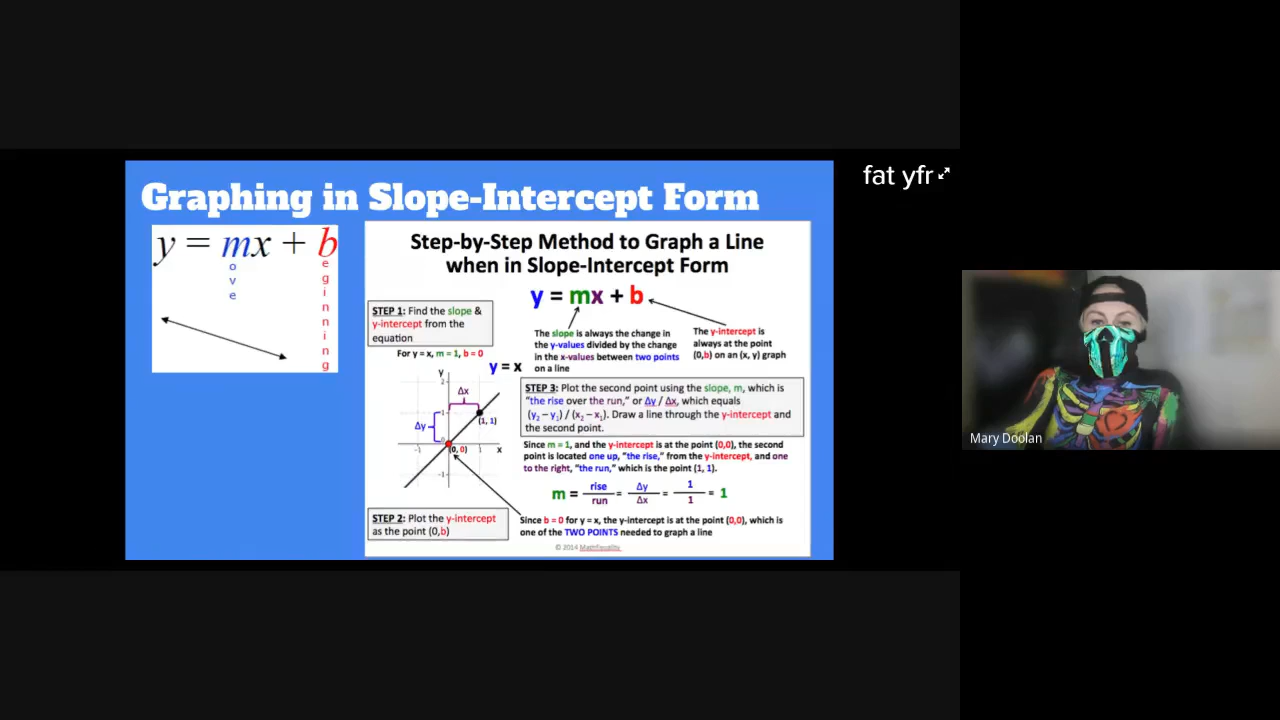 Graphing in Slope-Intercept Form
fat yfr
y = mx + b
o
v
e
e
g
i
n
n
i
n
g
Step-by-Step Method to Graph a Line
when in Slope-Intercept Form
y = mx + b
STEP 1: Find the slope &
y-intercept from the
equation
For y = x, m = 1, b = 0
The slope is always the change in
the y-values divided by the change
in the x-values between two points
on a line
The y-intercept is
always at the point
(0,b) on an (x, y) graph
y = x
y
2
Δx
1
(1, 1)
Δy
0
-1
(0, 0)
1
x
-1
STEP 2: Plot the y-intercept
as the point (0,b)
STEP 3: Plot the second point using the slope, m, which is
"the rise over the run," or Δy / Δx, which equals
(y₂ – y₁) / (x₂ – x₁). Draw a line through the y-intercept and
the second point.
Since m = 1, and the y-intercept is at the point (0,0), the second
point is located one up, "the rise," from the y-intercept, and one
to the right, "the run," which is the point (1, 1).
m = rise/run = Δy/Δx = 1/1 = 1
Since b = 0 for y = x, the y-intercept is at the point (0,0), which is
one of the TWO POINTS needed to graph a line
© 2014 MathEquality
Mary Doolan